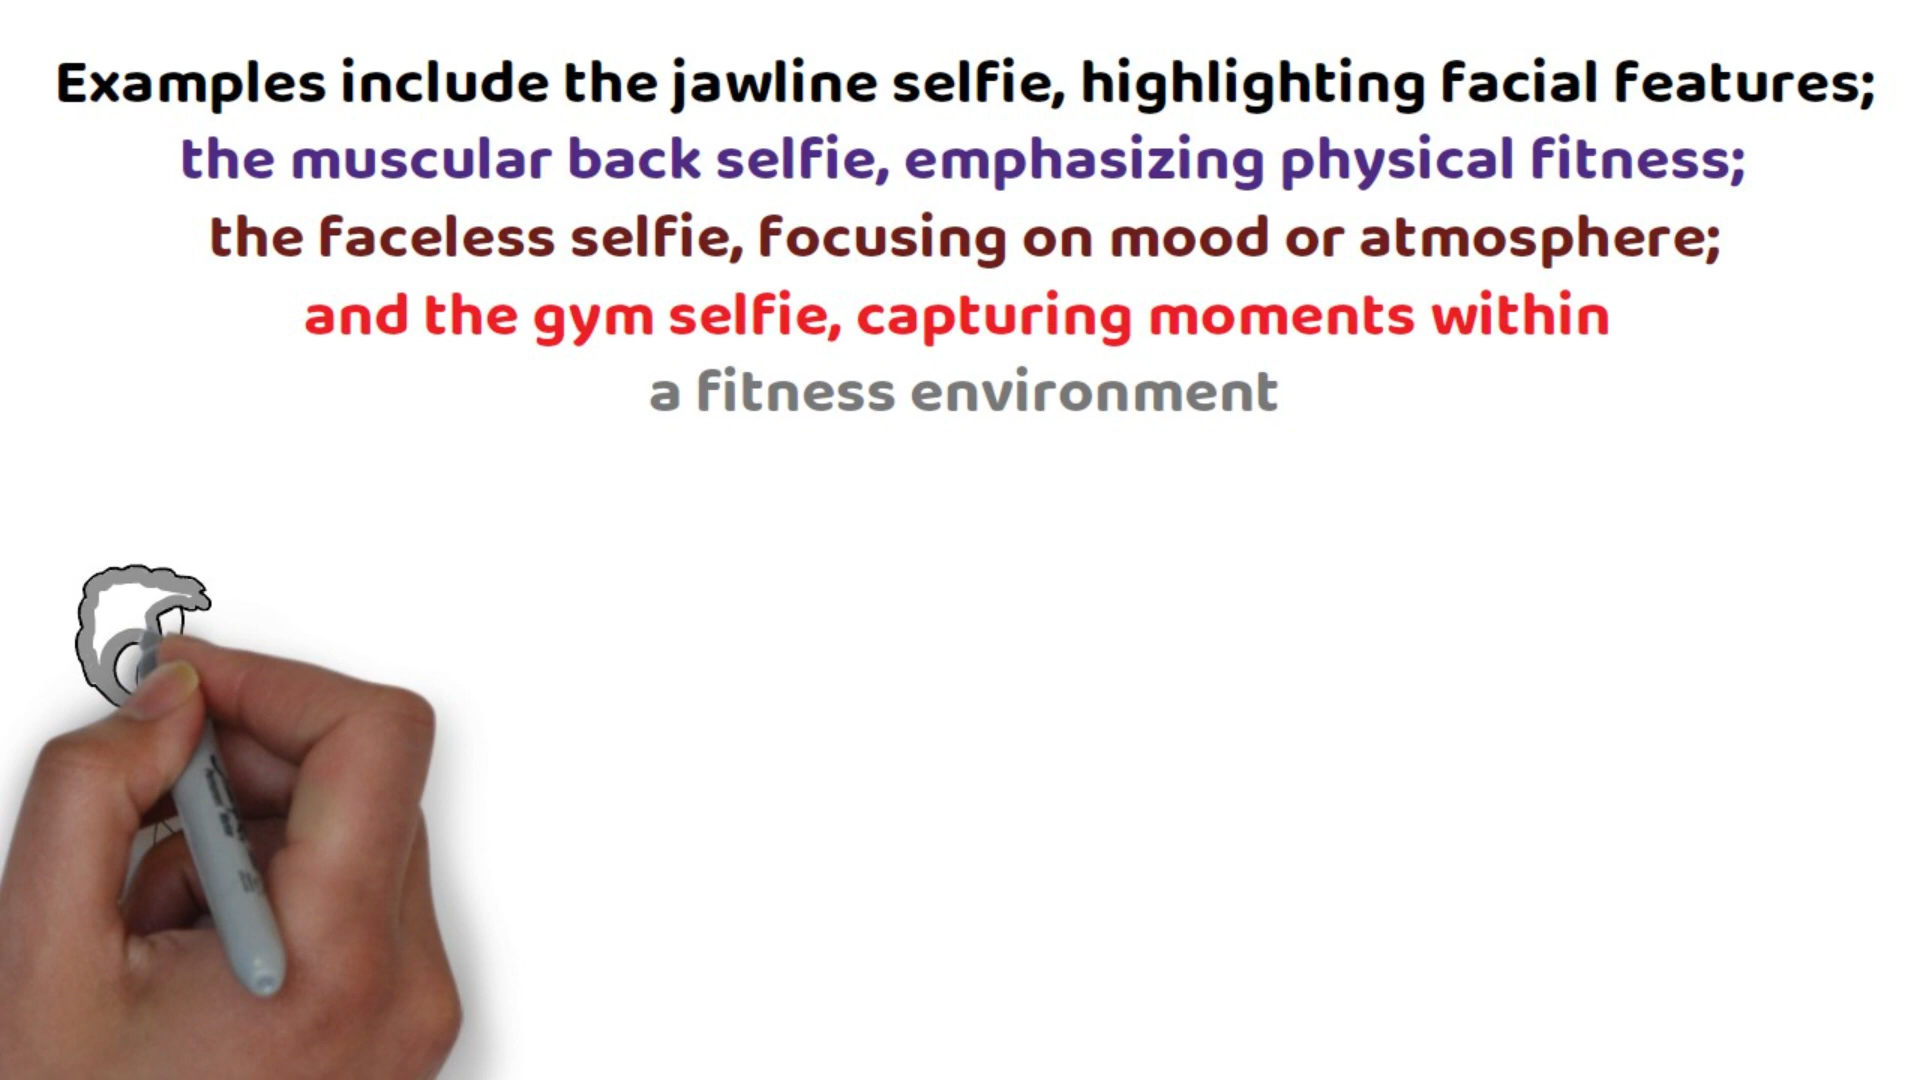 Examples include the jawline selfie, highlighting facial features;
the muscular back selfie, emphasizing physical fitness;
the faceless selfie, focusing on mood or atmosphere;
and the gym selfie, capturing moments within
a fitness environment